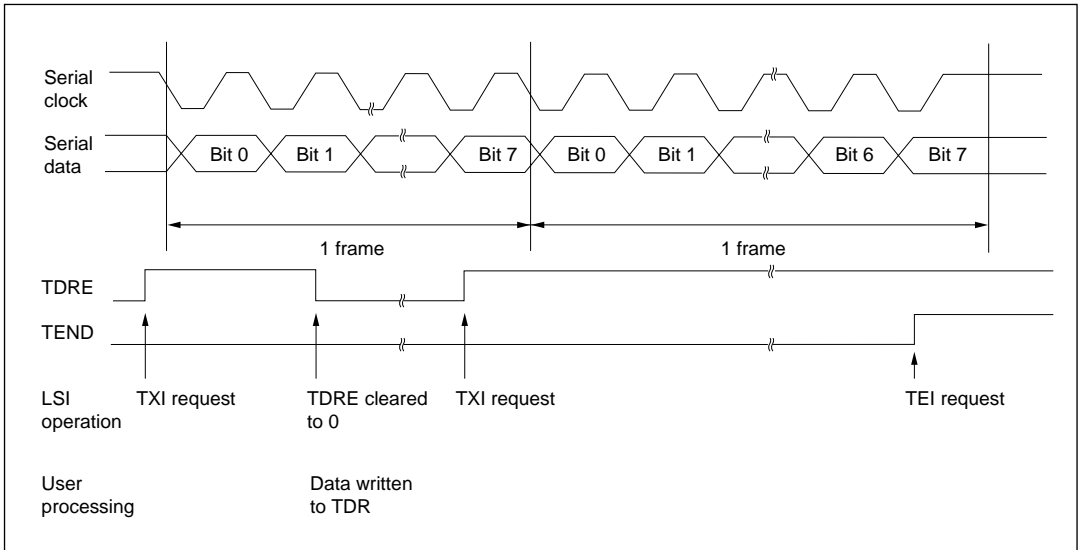 Serial
clock
Serial
data
Bit 0 Bit 1 Bit 7 Bit 0 Bit 1 Bit 6 Bit 7
1 frame 1 frame
TDRE
TEND
LSI
operation
TXI request
TDRE cleared
to 0
TXI request
TEI request
User
processing
Data written
to TDR